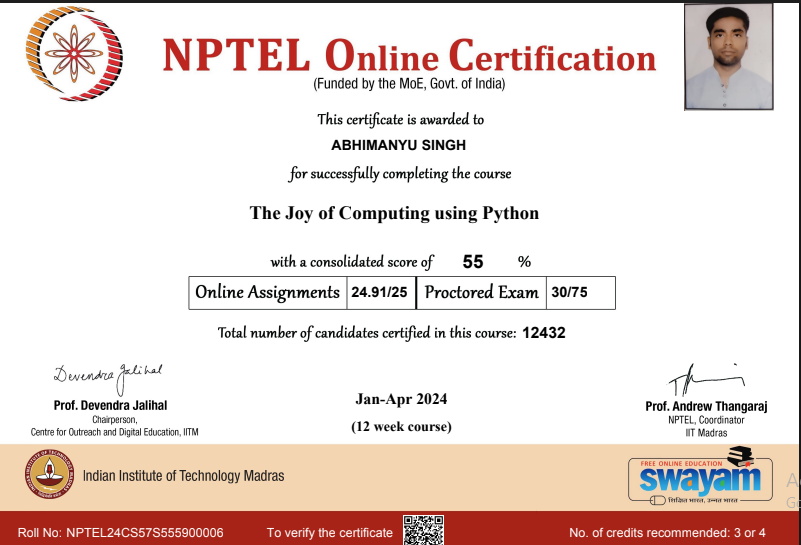 NPTEL Online Certification
(Funded by the MoE, Govt. of India)
This certificate is awarded to
ABHIMANYU SINGH
for successfully completing the course
The Joy of Computing using Python
with a consolidated score of 55 %
Online Assignments 24.91/25 Proctored Exam 30/75
Total number of candidates certified in this course: 12432
Devendra Jalihal
Prof. Devendra Jalihal
Chairperson,
Centre for Outreach and Digital Education, IITM
Jan-Apr 2024
(12 week course)
Prof. Andrew Thangaraj
NPTEL, Coordinator
IIT Madras
Indian Institute of Technology Madras
FREE ONLINE EDUCATION
swayam
शिक्षित भारत, उन्नत भारत
Roll No: NPTEL24CS57S555900006
To verify the certificate
No. of credits recommended: 3 or 4